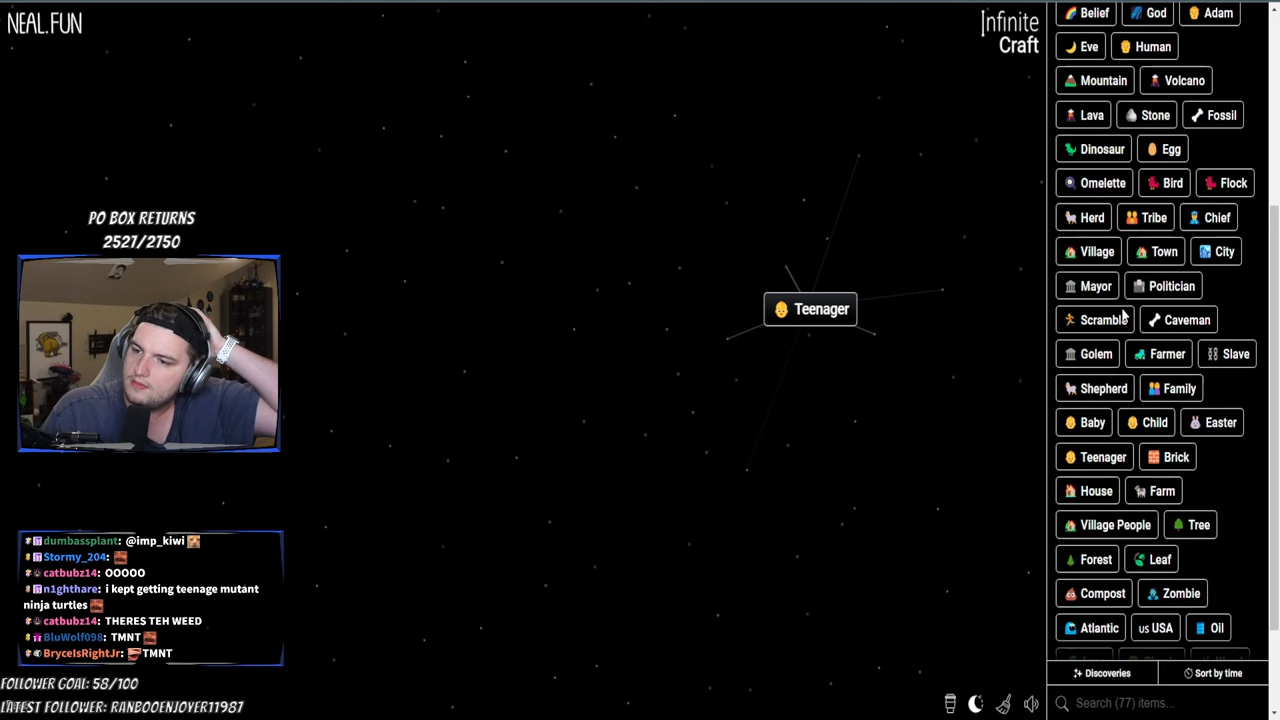 NEAL.FUN
Infinite
Craft
Belief God Adam
Eve Human
Mountain Volcano
Lava Stone Fossil
Dinosaur Egg
Omelette Bird Flock
Herd Tribe Chief
Village Town City
Mayor Politician
Scramble Caveman
Golem Farmer Slave
Shepherd Family
Baby Child Easter
Teenager Brick
House Farm
Village People Tree
Forest Leaf
Compost Zombie
Atlantic US USA Oil
Discoveries Sort by time
Search (77) items...
Teenager
PO BOX RETURNS
2527/2750
dumbassplant: @imp_kiwi
Stormy_204:
catbubz14: OOOOO
n1ghthare: i kept getting teenage mutant
ninja turtles
catbubz14: THERES TEH WEED
BluWolf098: TMNT
BryceIsRightJr: TMNT
FOLLOWER GOAL: 58/100
LATEST FOLLOWER: RANBOOENJOYER11987